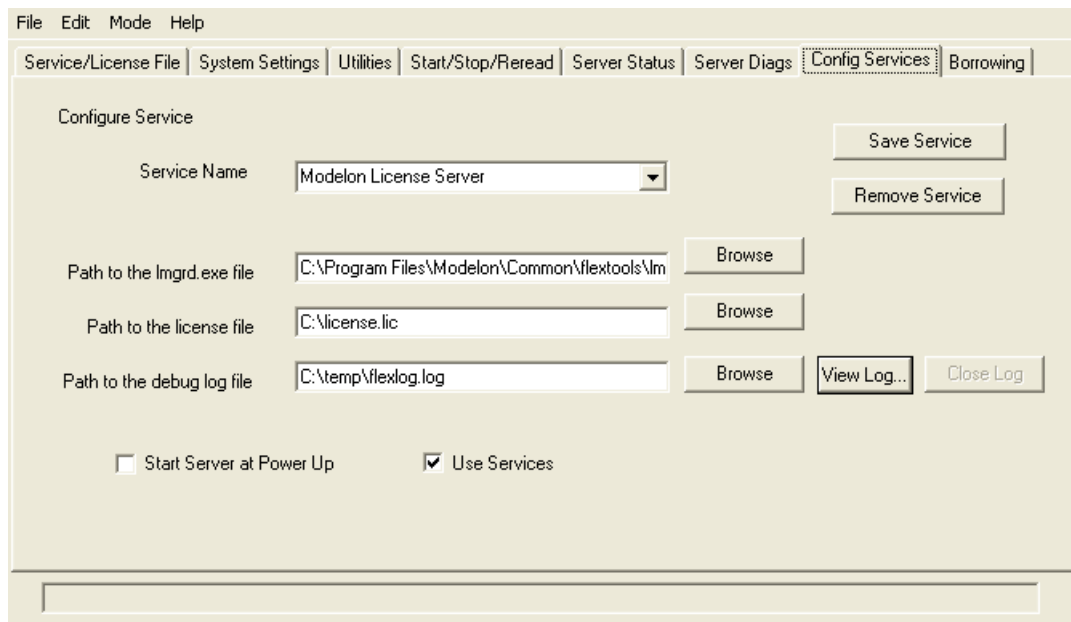 File Edit Mode Help
Service/License File System Settings Utilities Start/Stop/Reread Server Status Server Diags Config Services Borrowing
Configure Service
Save Service
Service Name Modelon License Server
Remove Service
Path to the lmgrd.exe file C:\Program Files\Modelon\Common\flextools\lm Browse
Path to the license file C:\license.lic Browse
Path to the debug log file C:\temp\flexlog.log Browse View Log... Close Log
Start Server at Power Up Use Services